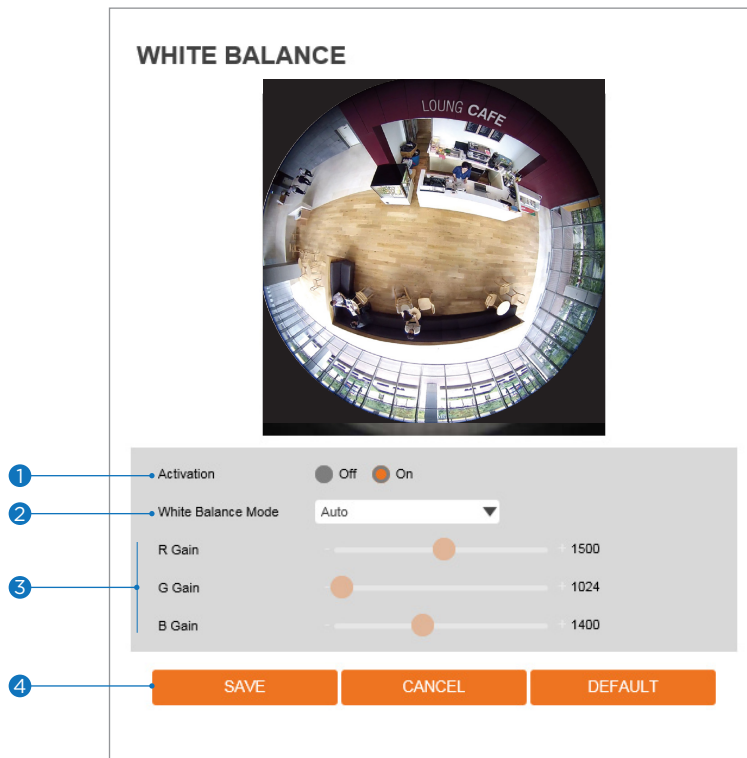 WHITE BALANCE
LOUNG CAFE
1 Activation Off On
2 White Balance Mode Auto
R Gain - + 1500
3 G Gain - + 1024
B Gain - + 1400
4 SAVE CANCEL DEFAULT